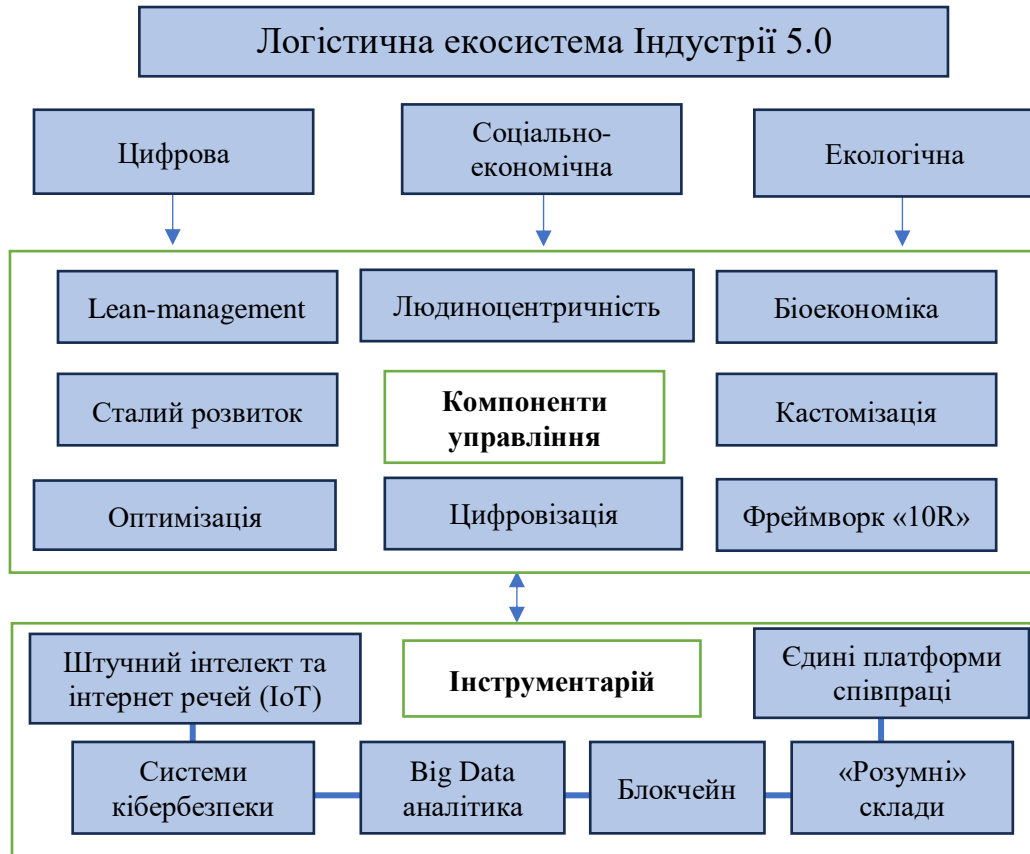 Логістична екосистема Індустрії 5.0
Цифрова
Соціально-
економічна
Екологічна
Lean-management
Людиноцентричність
Біоекономіка
Сталий розвиток
Компоненти
управління
Кастомізація
Оптимізація
Цифровізація
Фреймворк «10R»
Штучний інтелект та
інтернет речей (IoT)
Інструментарій
Єдині платформи
співпраці
Системи
кібербезпеки
Big Data
аналітика
Блокчейн
«Розумні»
склади